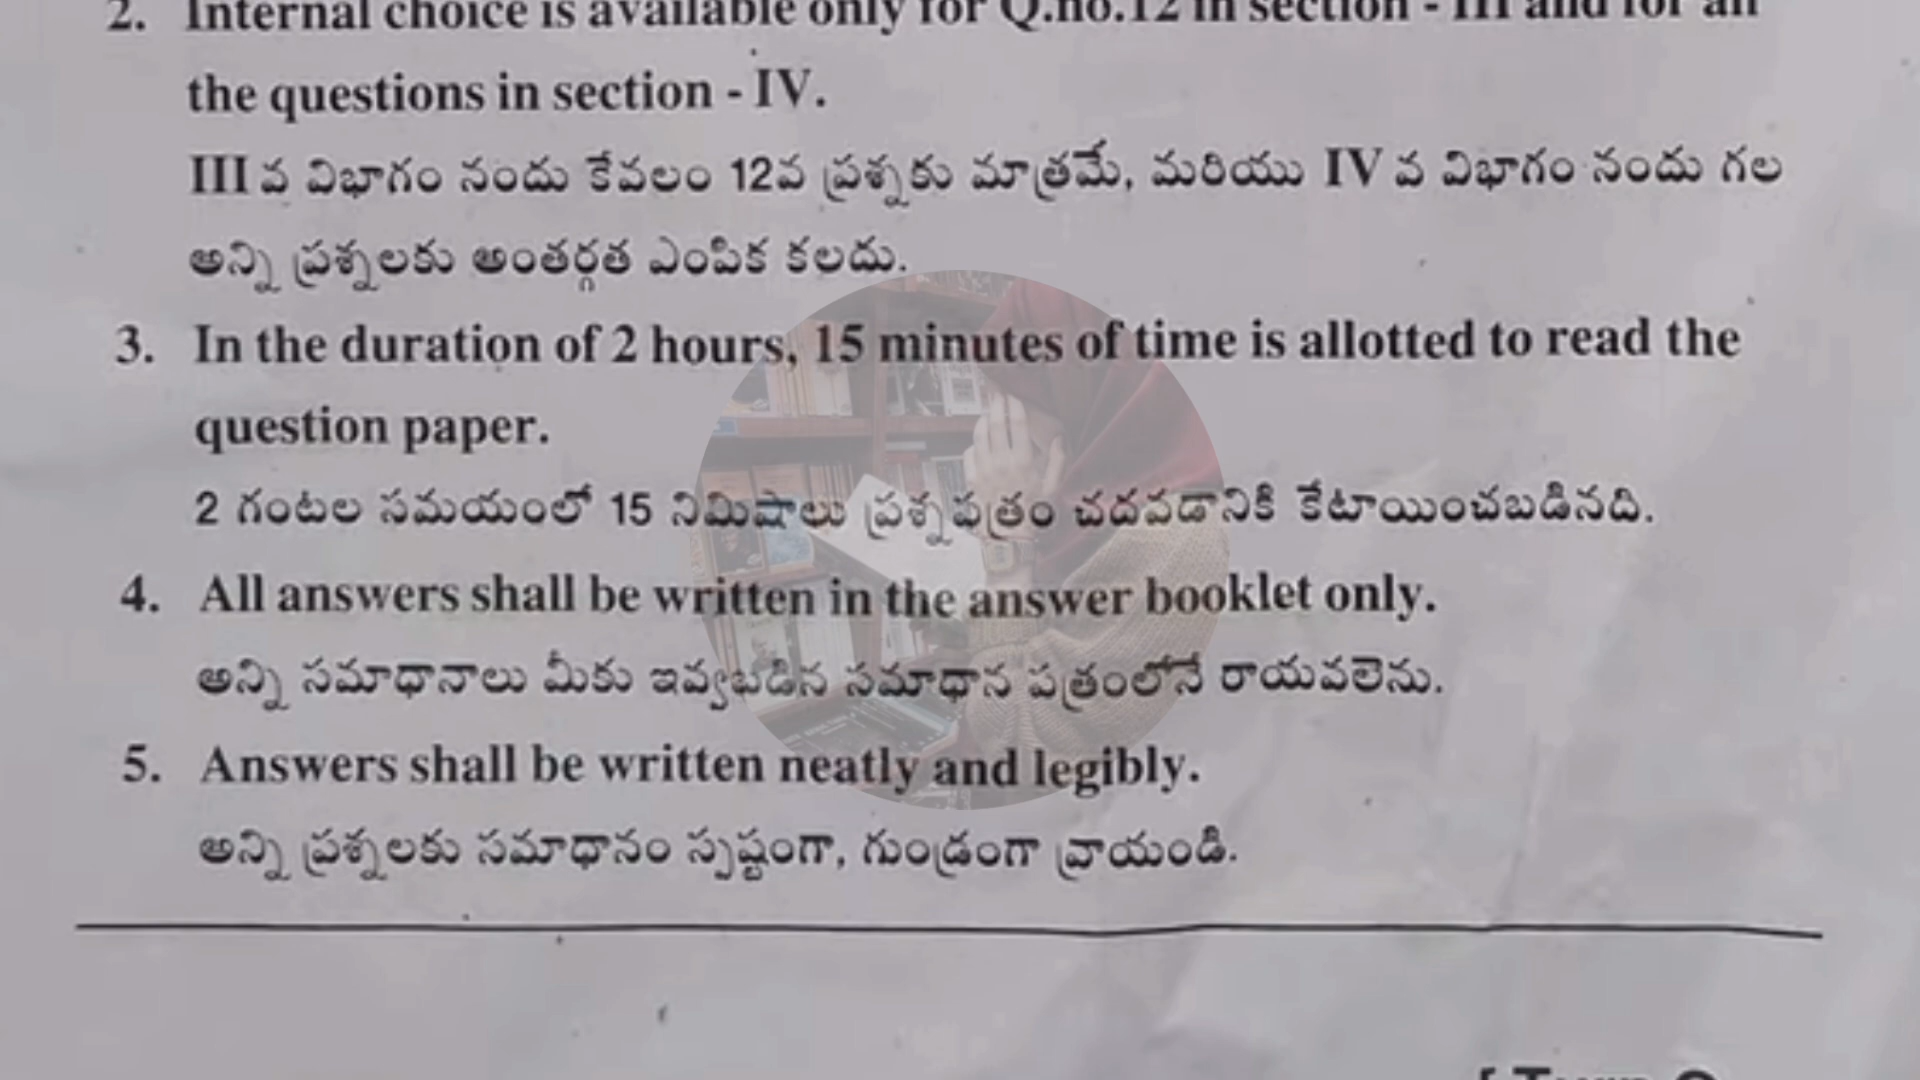 2. Internal choice is available only for Q.no.12 in section - III and for all
the questions in section - IV.
III వ విభాగం నందు కేవలం 12వ ప్రశ్నకు మాత్రమే, మరియు IV వ విభాగం నందు గల
అన్ని ప్రశ్నలకు అంతర్గత ఎంపిక కలదు.
3. In the duration of 2 hours, 15 minutes of time is allotted to read the
question paper.
2 గంటల సమయంలో 15 నిమిషాలు ప్రశ్నపత్రం చదవడానికి కేటాయించబడినది.
4. All answers shall be written in the answer booklet only.
అన్ని సమాధానాలు మీకు ఇవ్వబడిన సమాధాన పత్రంలోనే రాయవలెను.
5. Answers shall be written neatly and legibly.
అన్ని ప్రశ్నలకు సమాధానం స్పష్టంగా, గుండ్రంగా వ్రాయండి.